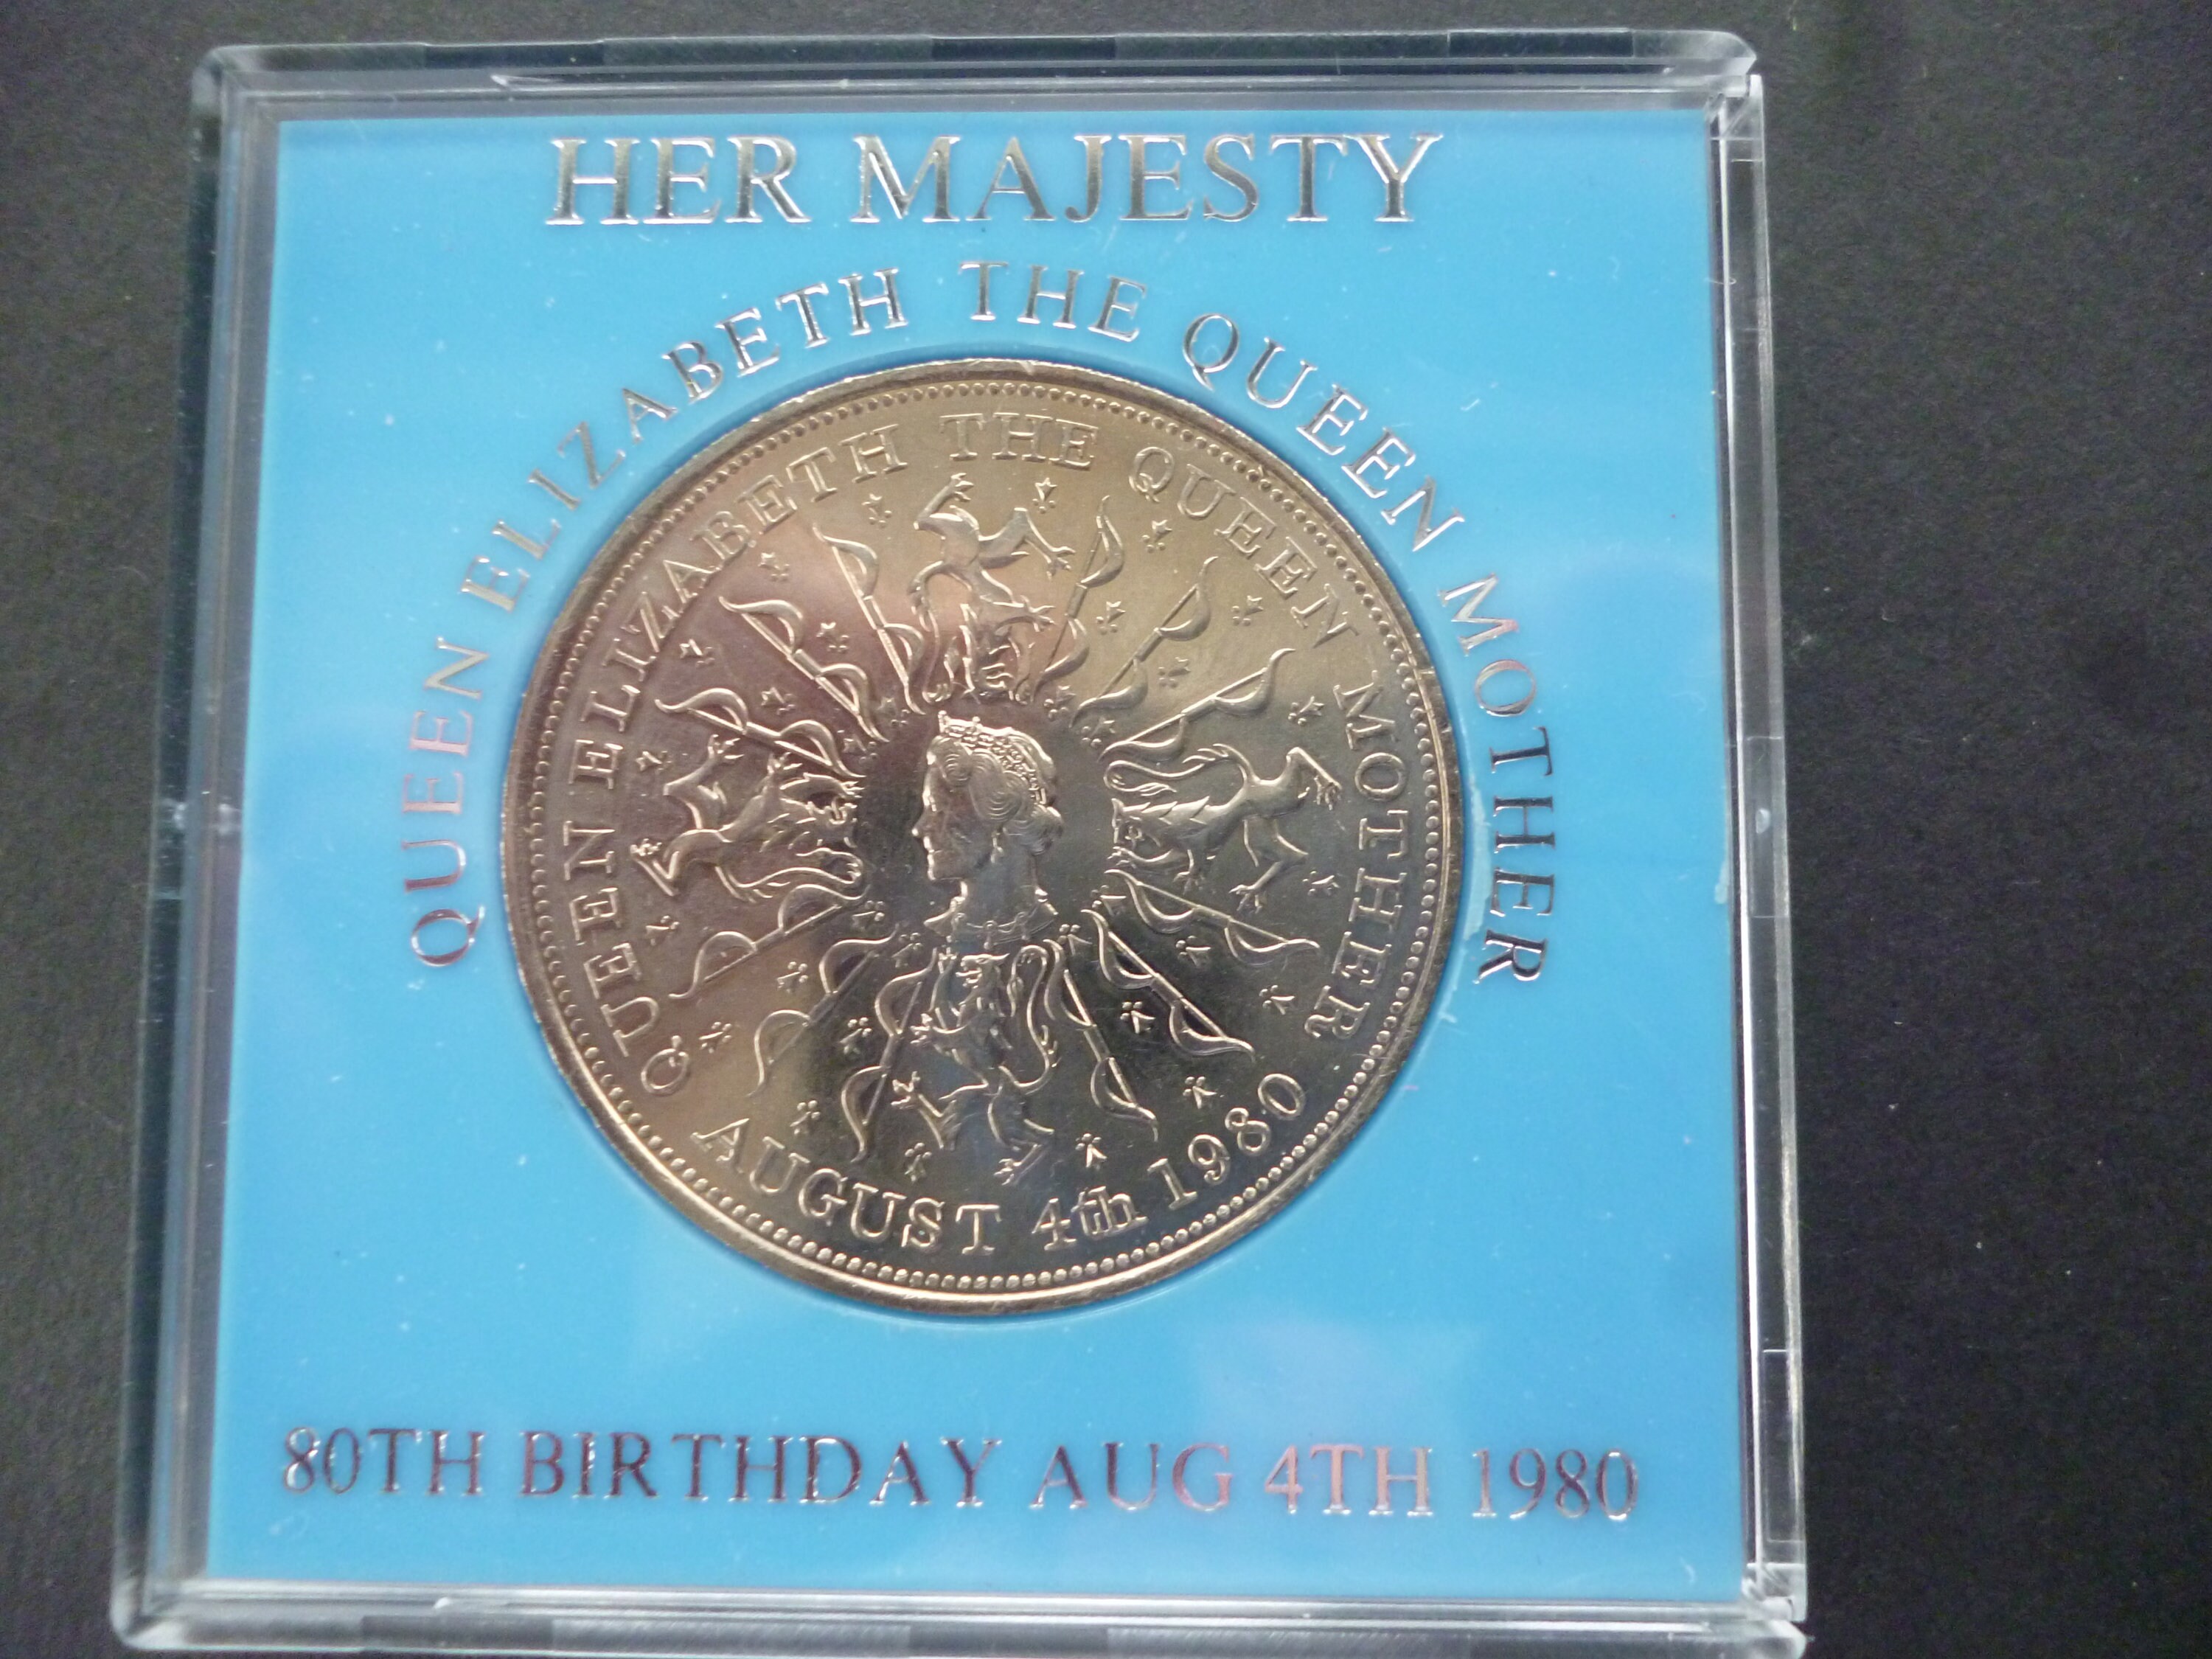 HER MAJESTY
QUEEN ELIZABETH THE QUEEN MOTHER
QUEEN ELIZABETH THE QUEEN MOTHER
AUGUST 4th 1980
80TH BIRTHDAY AUG 4TH 1980